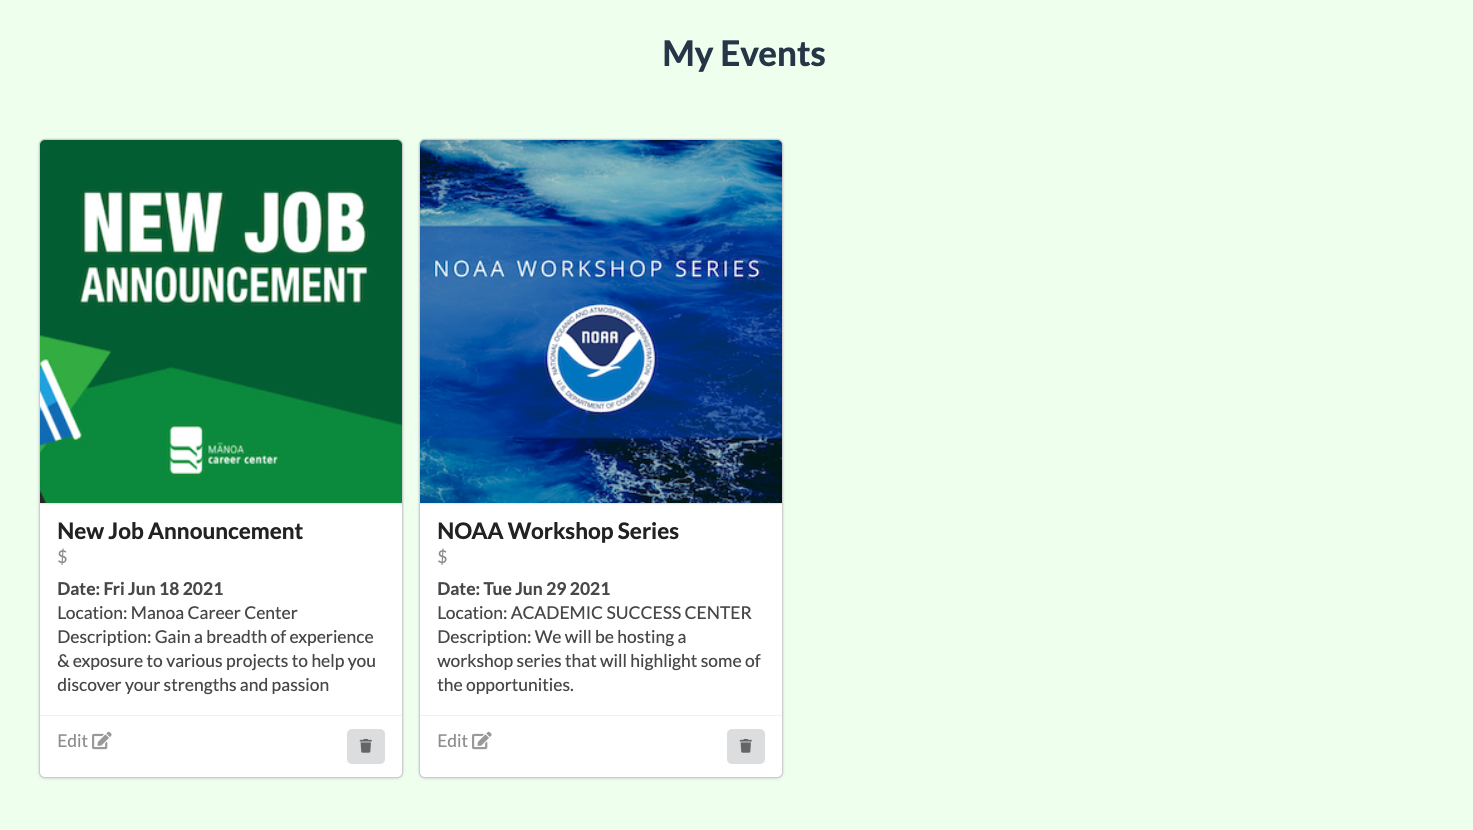 My Events
NEW JOB
ANNOUNCEMENT
MĀNOA
career center
New Job Announcement
$
Date: Fri Jun 18 2021
Location: Manoa Career Center
Description: Gain a breadth of experience
& exposure to various projects to help you
discover your strengths and passion
Edit
NOAA WORKSHOP SERIES
NATIONAL OCEANIC AND ATMOSPHERIC ADMINISTRATION
NOAA
U.S. DEPARTMENT OF COMMERCE
NOAA Workshop Series
$
Date: Tue Jun 29 2021
Location: ACADEMIC SUCCESS CENTER
Description: We will be hosting a
workshop series that will highlight some of
the opportunities.
Edit